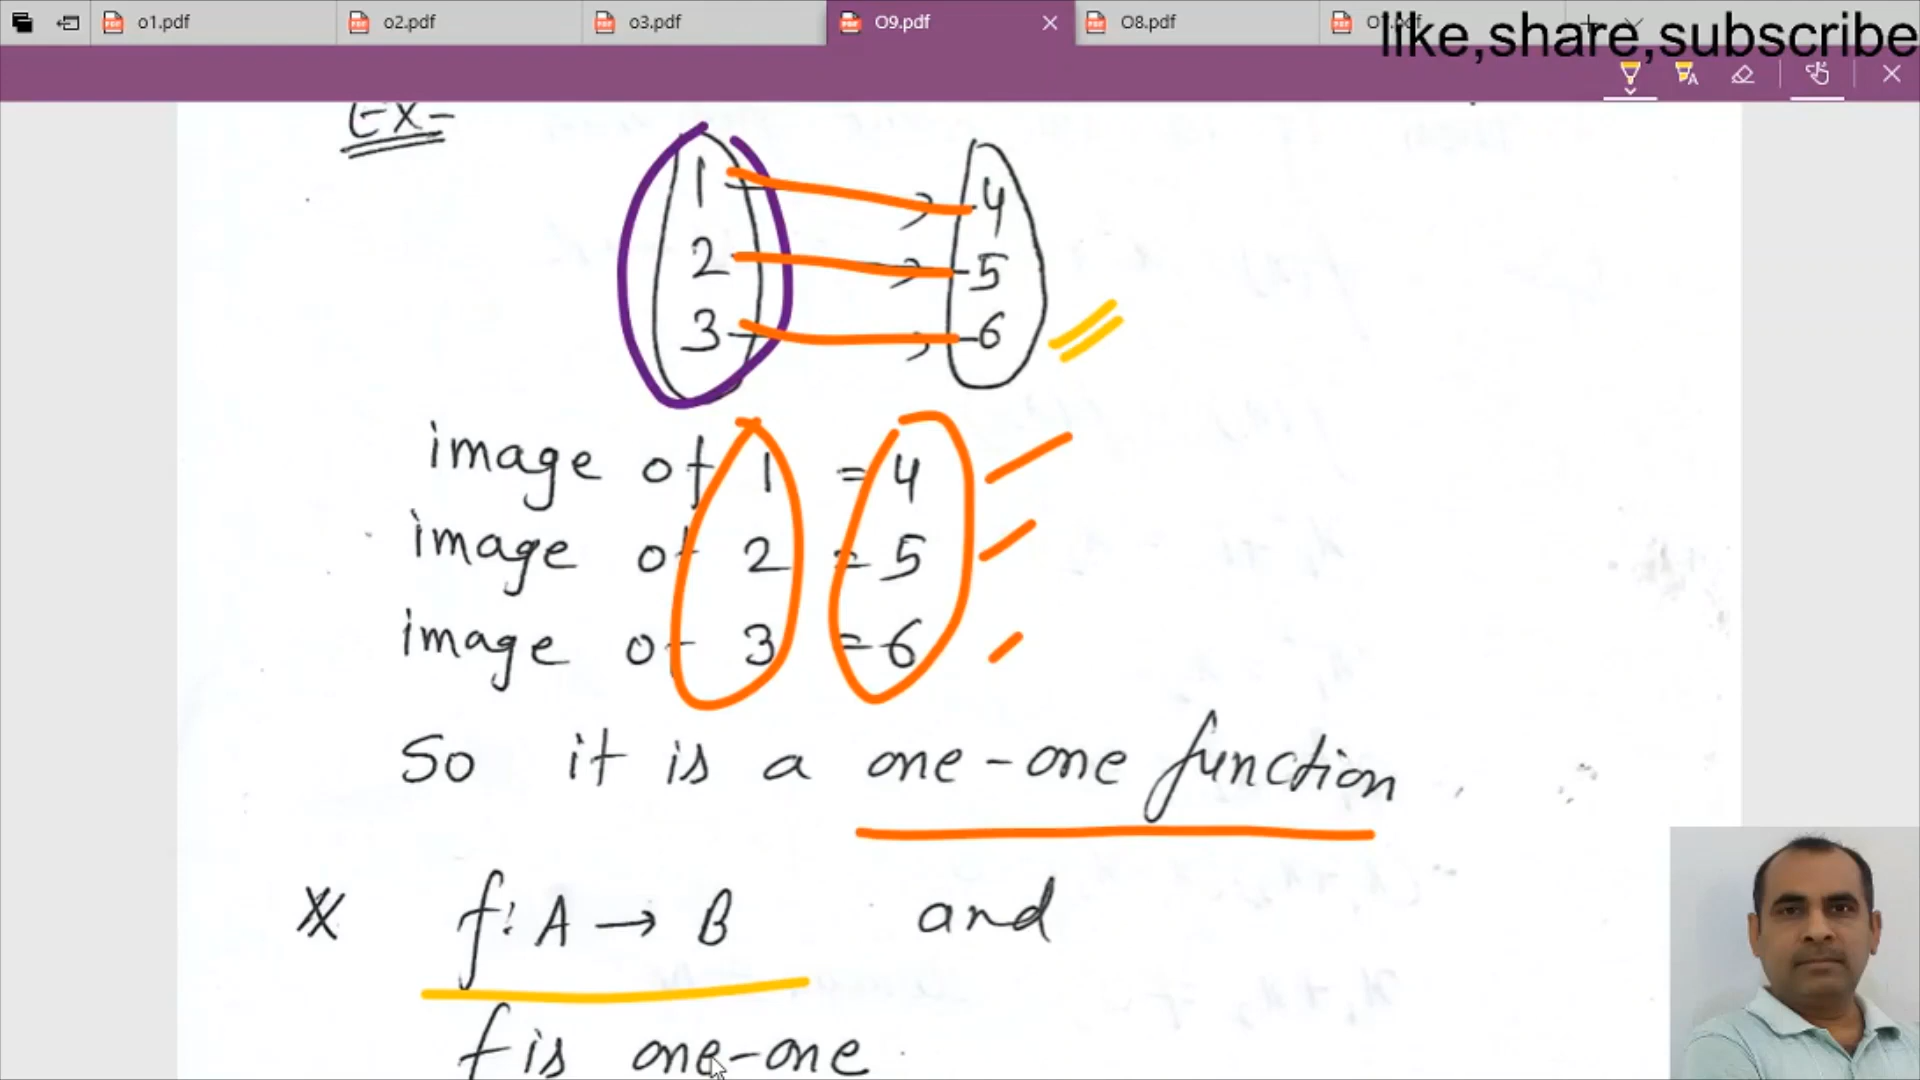 o1.pdf
o2.pdf
o3.pdf
O9.pdf
O8.pdf
like,share,subscribe
Ex-
1 4
2 5
3 6
image of 1 = 4
image of 2 = 5
image of 3 = 6
So it is a one-one function
f: A → B and
f is one-one